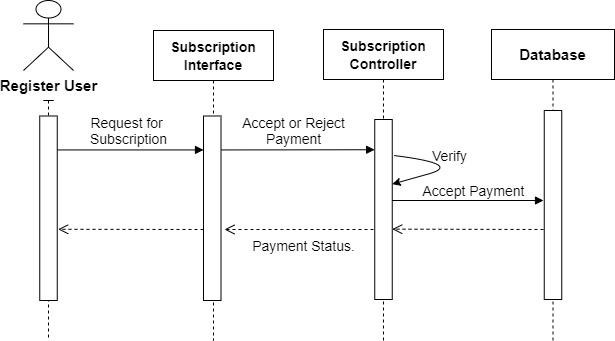 Register User
Subscription
Interface
Subscription
Controller
Database
Request for
Subscription
Accept or Reject
Payment
Verify
Accept Payment
Payment Status.